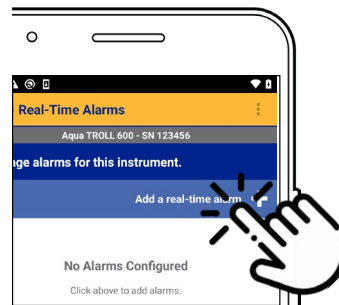 Real-Time Alarms
Aqua TROLL 600 - SN 123456
ge alarms for this instrument.
Add a real-time alarm
No Alarms Configured
Click above to add alarms.